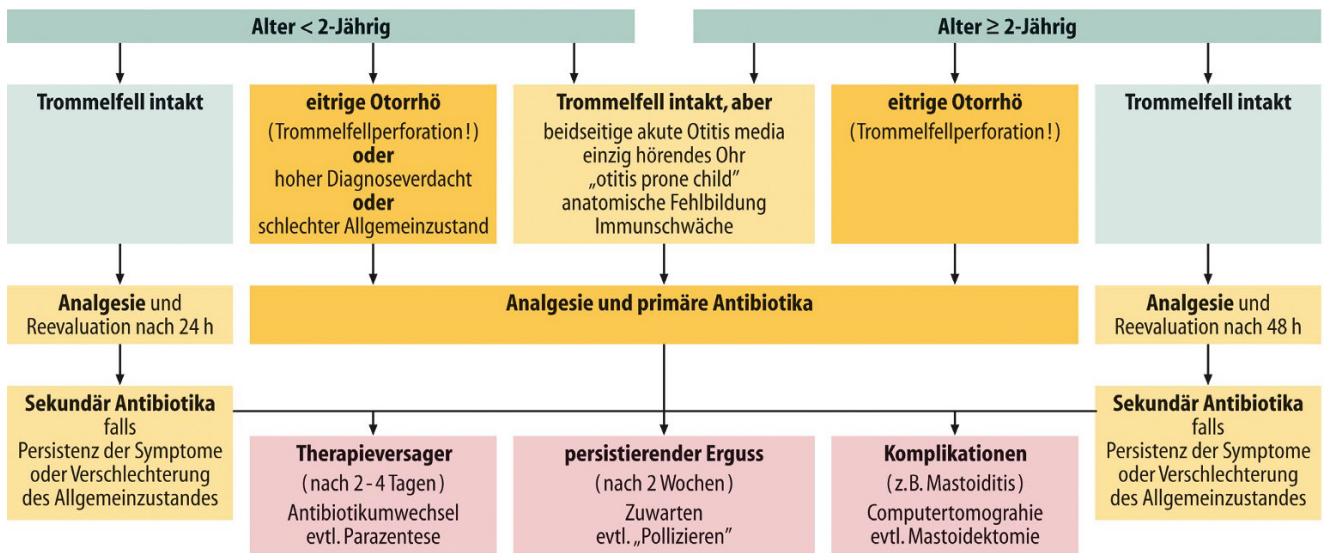 Alter < 2-Jährig
Alter ≥ 2-Jährig
Trommelfell intakt
eitrige Otorrhö
(Trommelfellperforation!)
oder
hoher Diagnoseverdacht
oder
schlechter Allgemeinzustand
Trommelfell intakt, aber
beidseitige akute Otitis media
einzig hörendes Ohr
„otitis prone child"
anatomische Fehlbildung
Immunschwäche
eitrige Otorrhö
(Trommelfellperforation!)
Trommelfell intakt
Analgesie und
Reevaluation nach 24 h
Analgesie und primäre Antibiotika
Analgesie und
Reevaluation nach 48 h
Sekundär Antibiotika
falls
Persistenz der Symptome
oder Verschlechterung
des Allgemeinzustandes
Therapieversager
(nach 2-4 Tagen)
Antibiotikumwechsel
evtl. Parazentese
persistierender Erguss
(nach 2 Wochen)
Zuwarten
evtl. „Pollizieren"
Komplikationen
(z.B. Mastoiditis)
Computertomograhie
evtl. Mastoidektomie
Sekundär Antibiotika
falls
Persistenz der Symptome
oder Verschlechterung
des Allgemeinzustandes